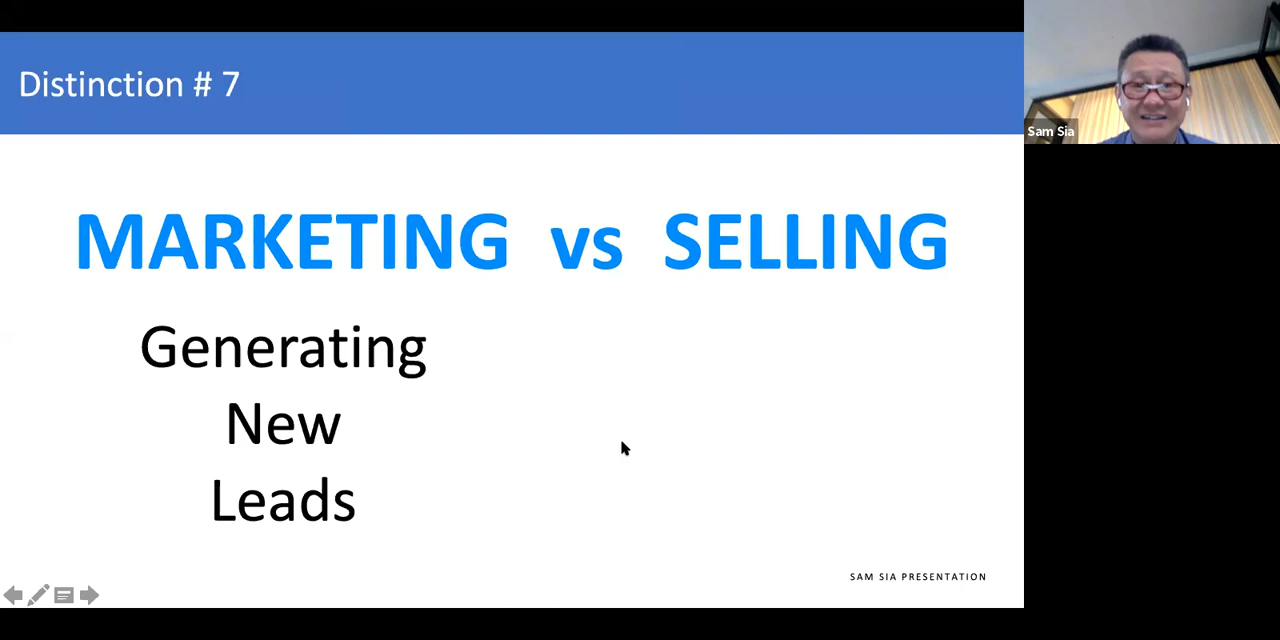 Distinction # 7
Sam Sia
MARKETING vs SELLING
Generating
New
Leads
SAM SIA PRESENTATION